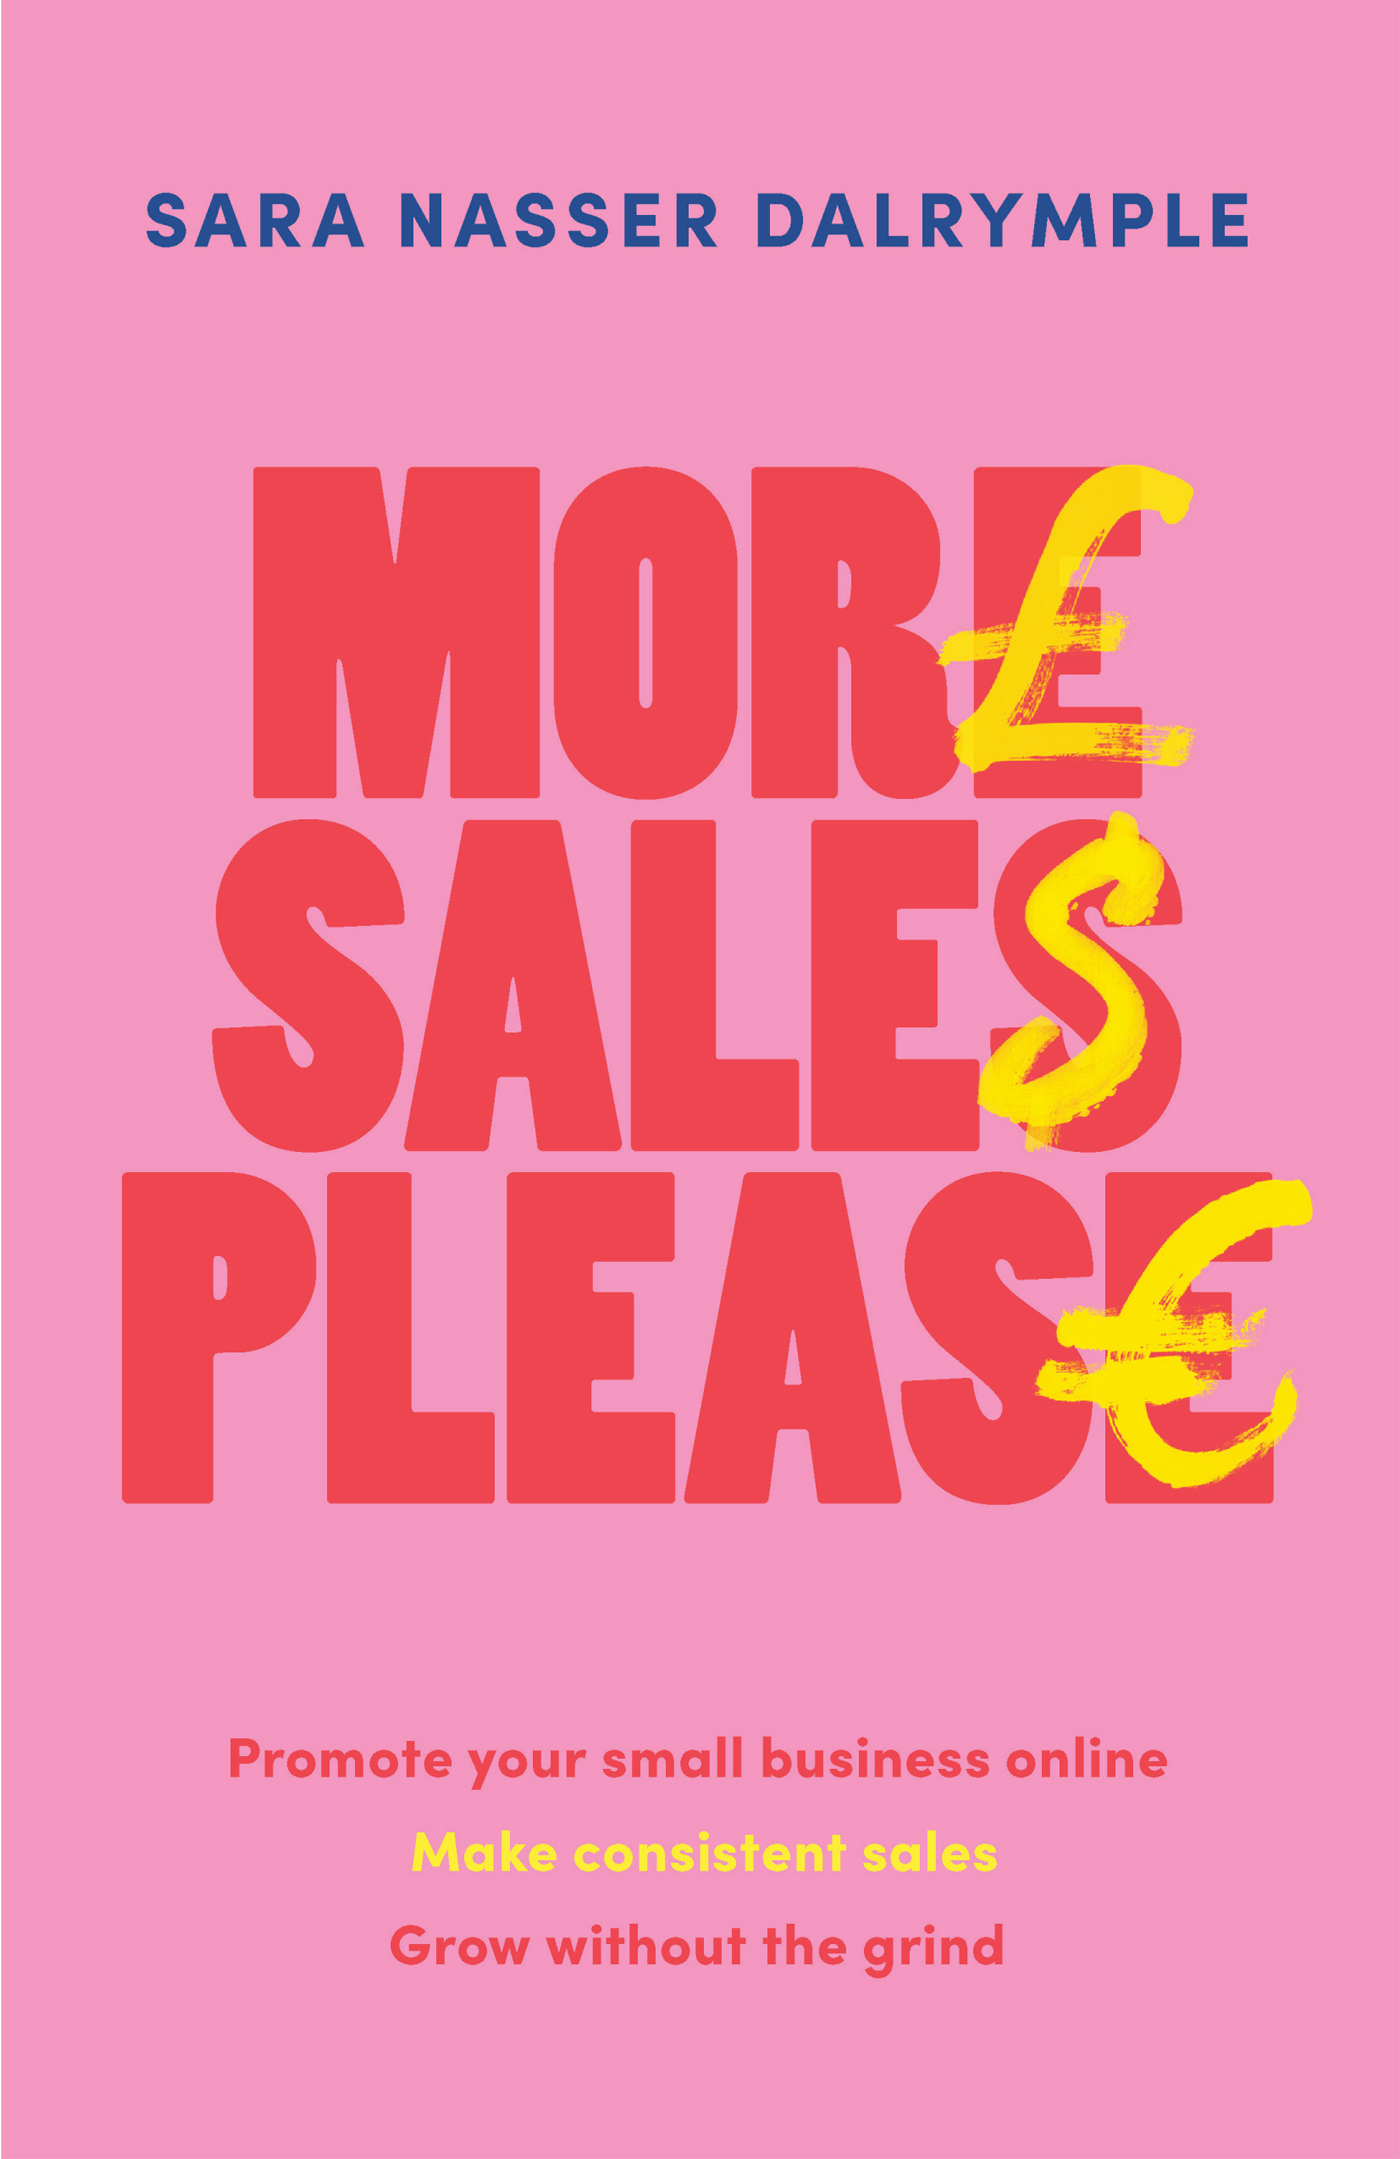 SARA NASSER DALRYMPLE
MORE £
SALES $
PLEASE €
Promote your small business online
Make consistent sales
Grow without the grind